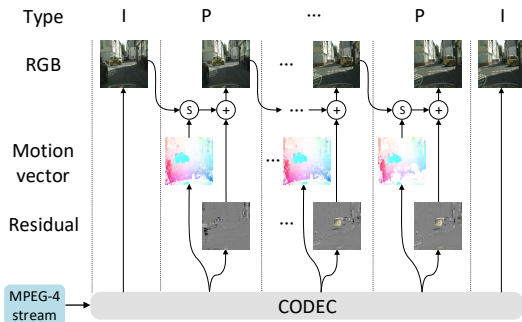 Type I P ... P I
RGB ...
S + ... + S +
Motion
vector ...
Residual ...
MPEG-4
stream
CODEC